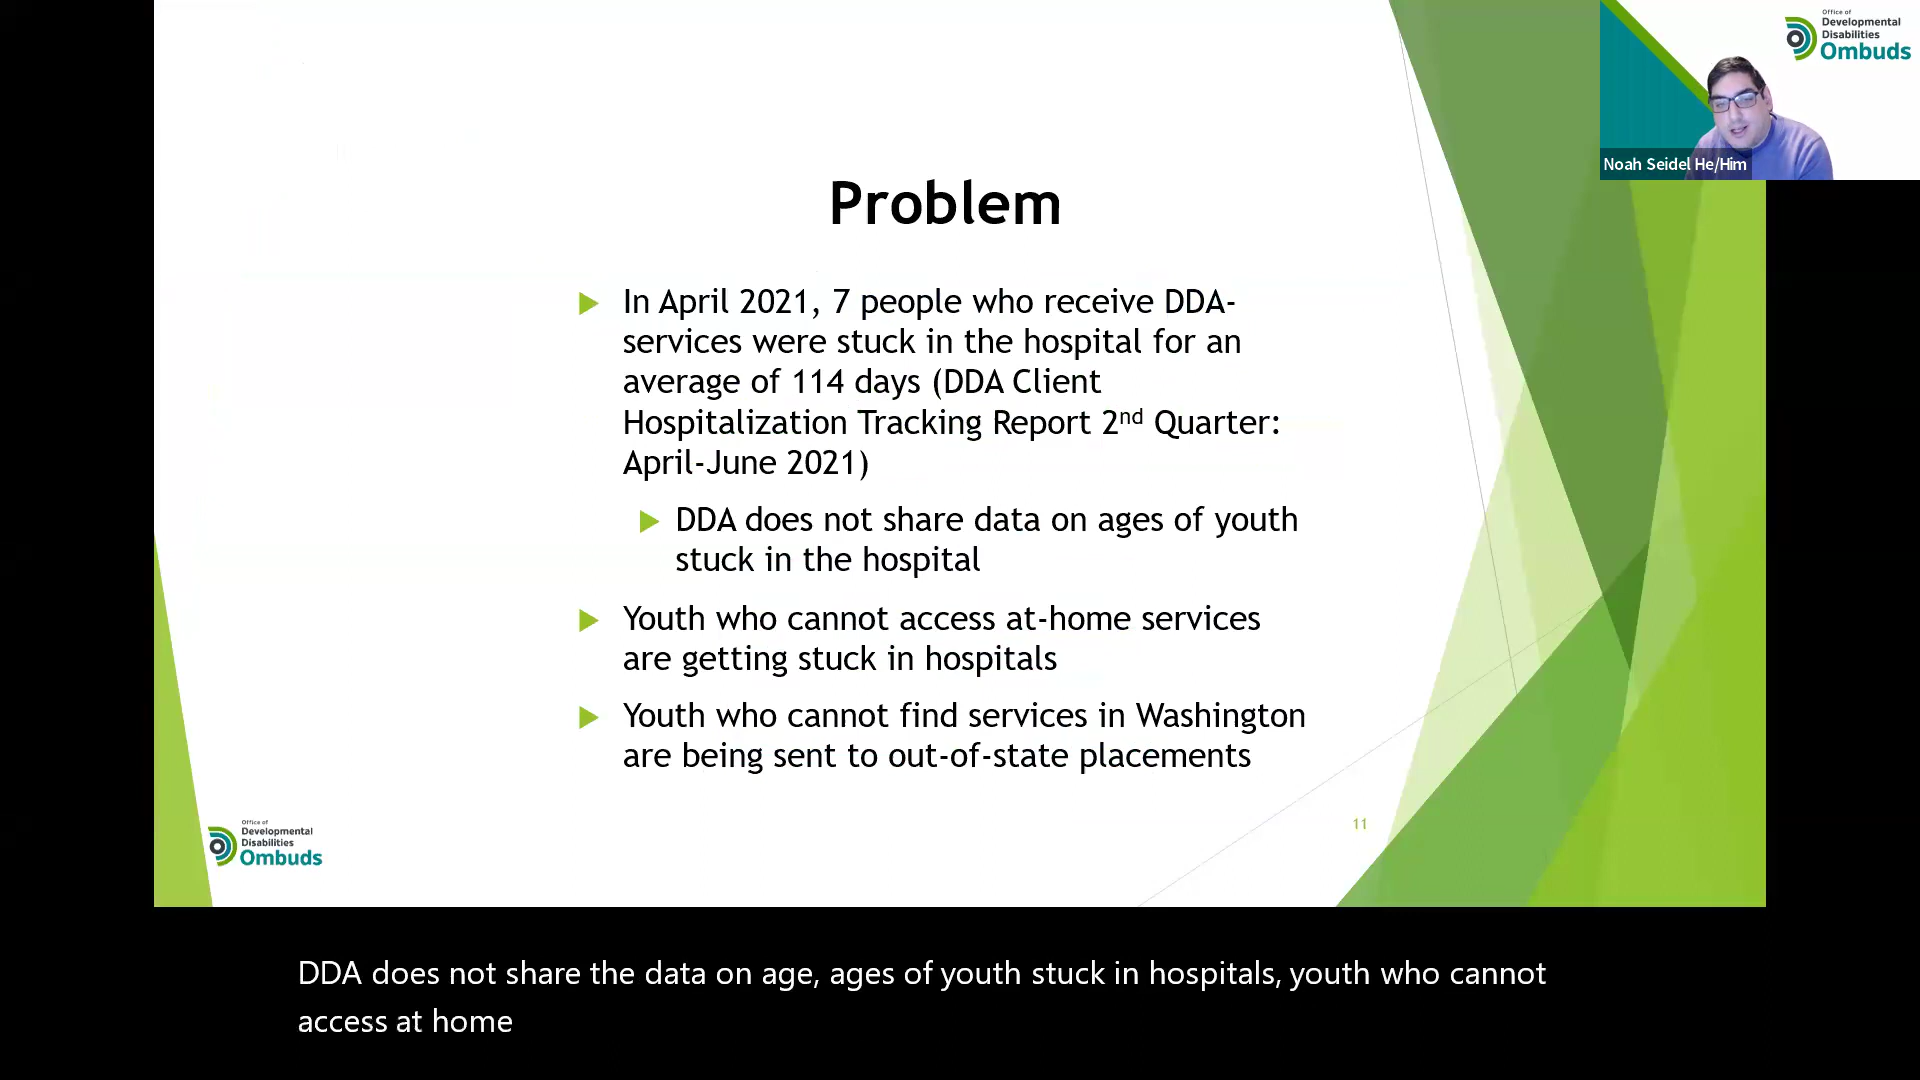 Office of
Developmental
Disabilities
Ombuds
Noah Seidel He/Him
Problem
In April 2021, 7 people who receive DDA-
services were stuck in the hospital for an
average of 114 days (DDA Client
Hospitalization Tracking Report 2nd Quarter:
April-June 2021)
DDA does not share data on ages of youth
stuck in the hospital
Youth who cannot access at-home services
are getting stuck in hospitals
Youth who cannot find services in Washington
are being sent to out-of-state placements
11
Office of
Developmental
Disabilities
Ombuds
DDA does not share the data on age, ages of youth stuck in hospitals, youth who cannot
access at home